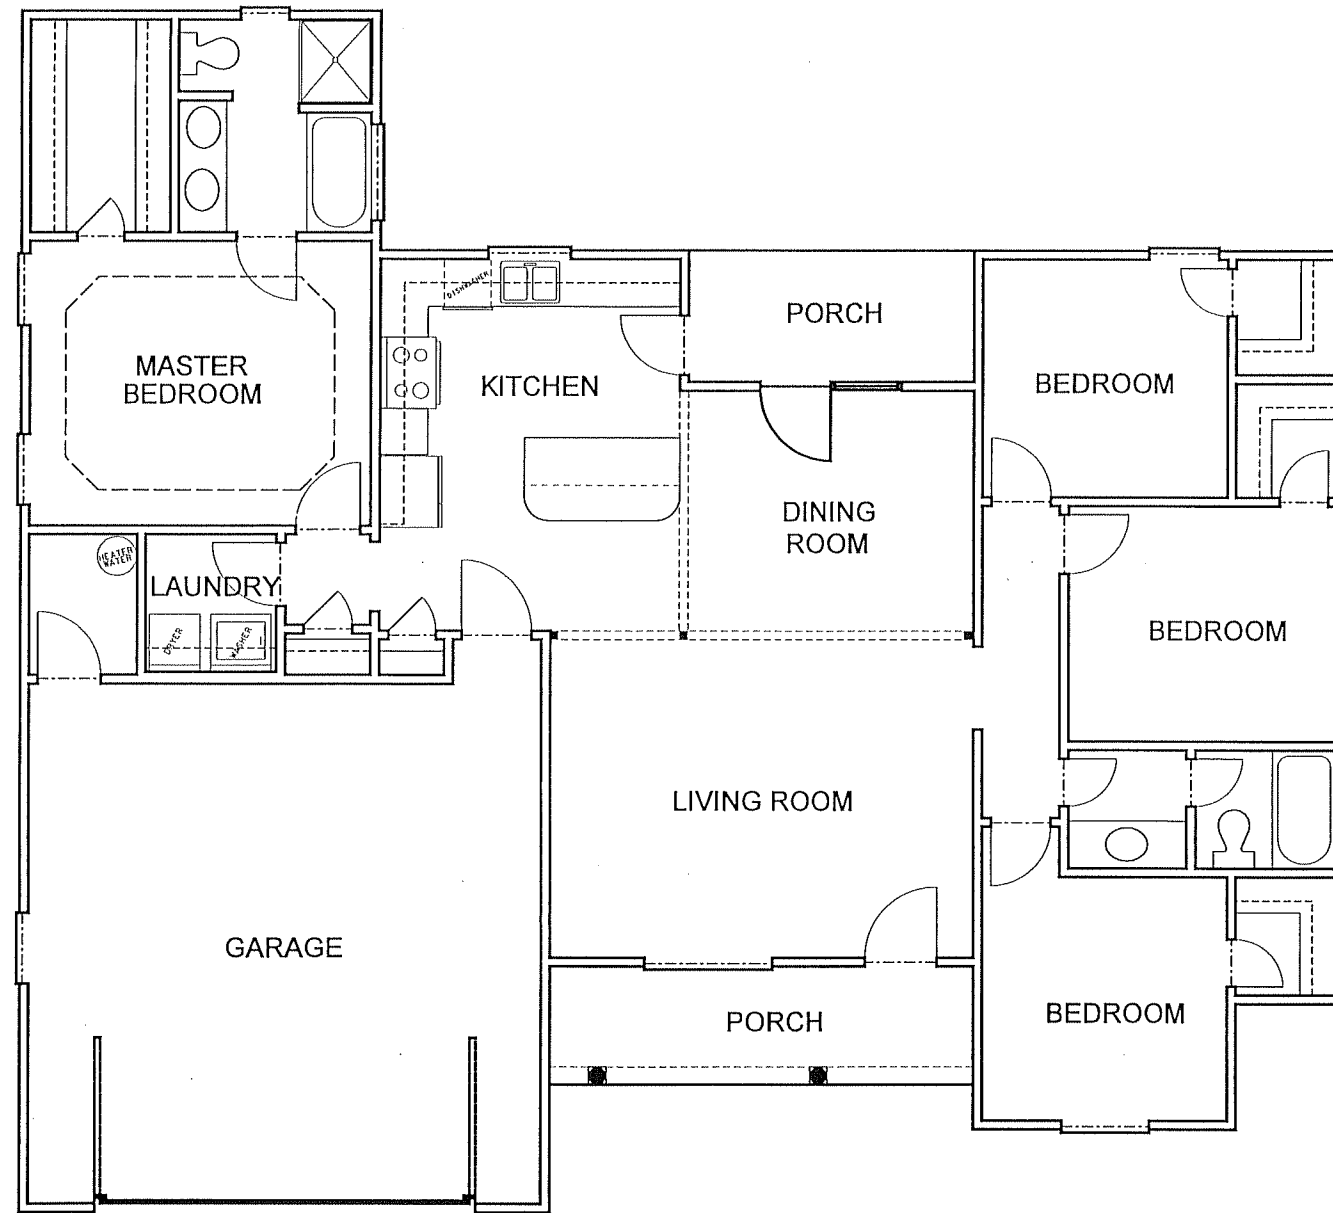 DISHWASHER
PORCH
MASTER
BEDROOM
KITCHEN
BEDROOM
DINING
ROOM
HEATER
WATER
LAUNDRY
DRYER
WASHER
BEDROOM
LIVING ROOM
GARAGE
PORCH
BEDROOM